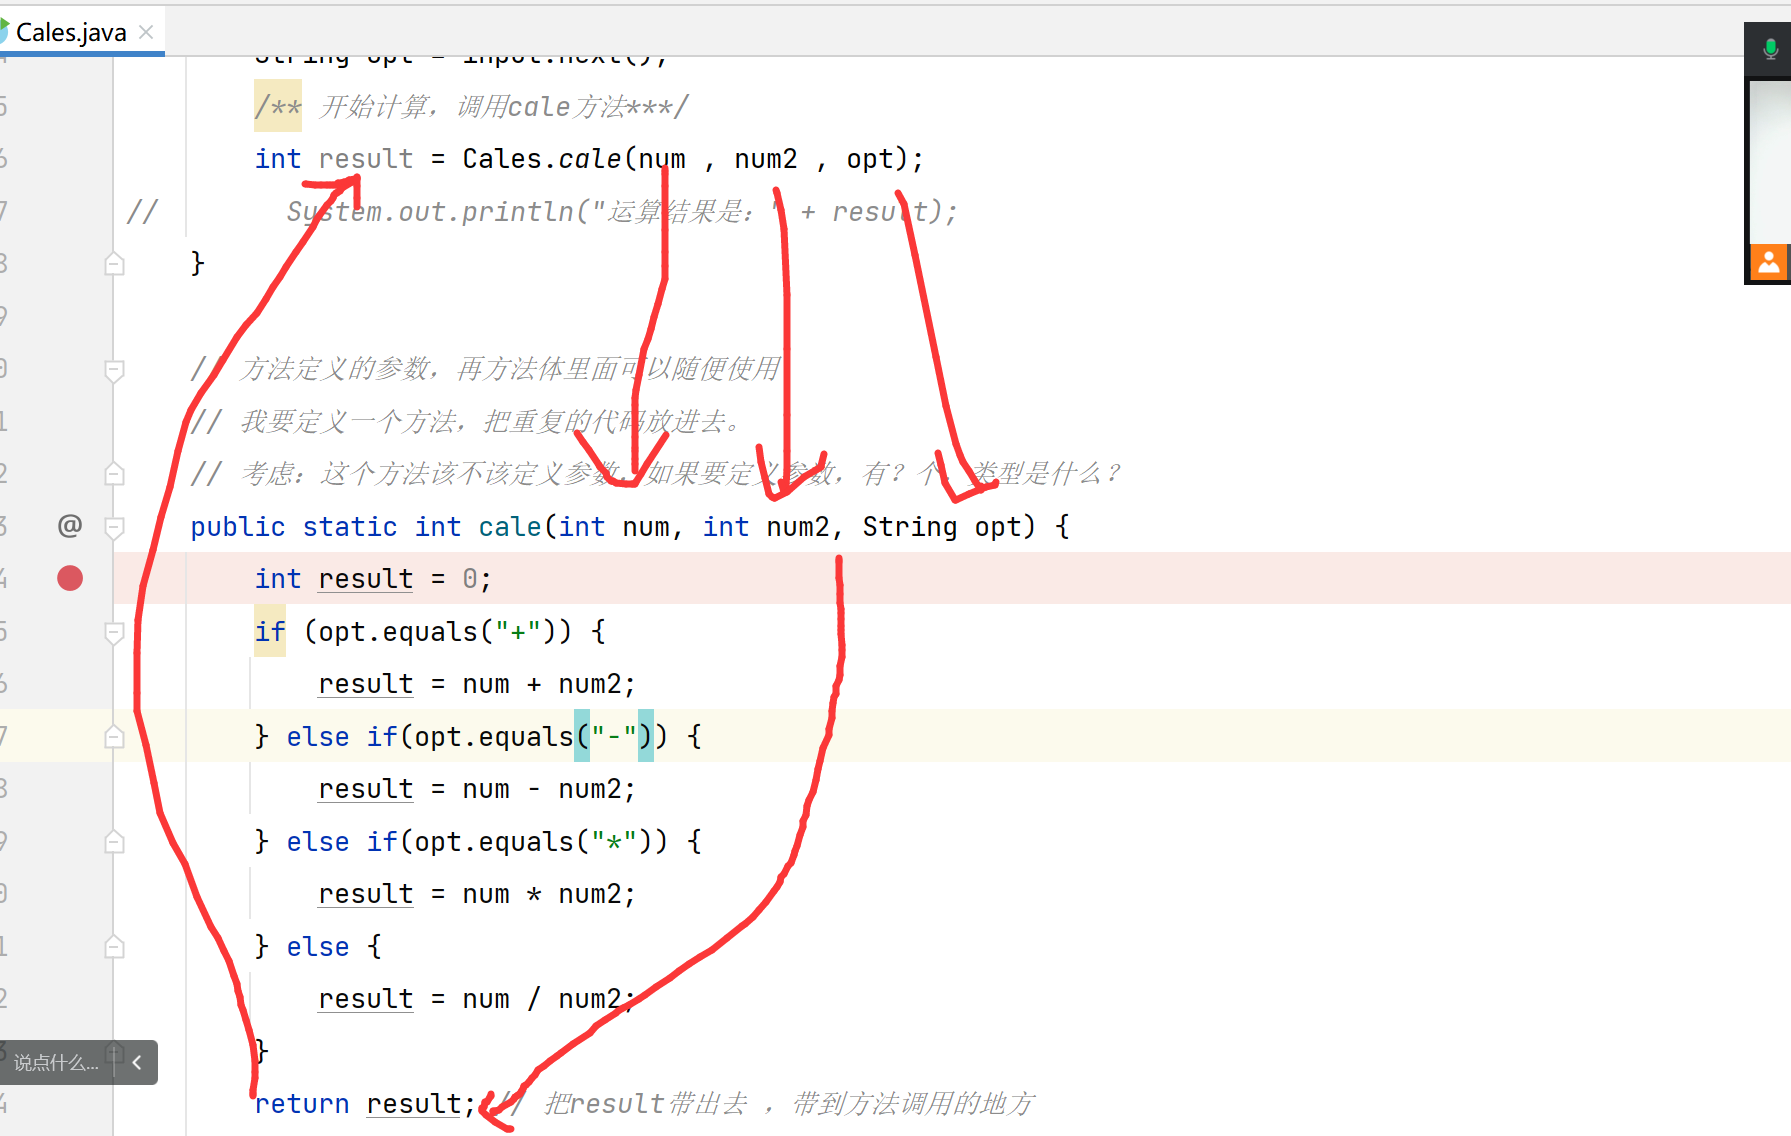 Cales.java
String opt = input.next();
/** 开始计算，调用cale方法***/
int result = Cales.cale(num , num2 , opt);
// System.out.println("运算结果是：" + result);
}
// 方法定义的参数，再方法体里面可以随便使用
// 我要定义一个方法，把重复的代码放进去。
// 考虑：这个方法该不该定义参数，如果要定义参数，有？个，类型是什么？
@ public static int cale(int num, int num2, String opt) {
int result = 0;
if (opt.equals("+")) {
result = num + num2;
} else if(opt.equals("-")) {
result = num - num2;
} else if(opt.equals("*")) {
result = num * num2;
} else {
result = num / num2;
}
说点什么...
return result; // 把result带出去 ，带到方法调用的地方